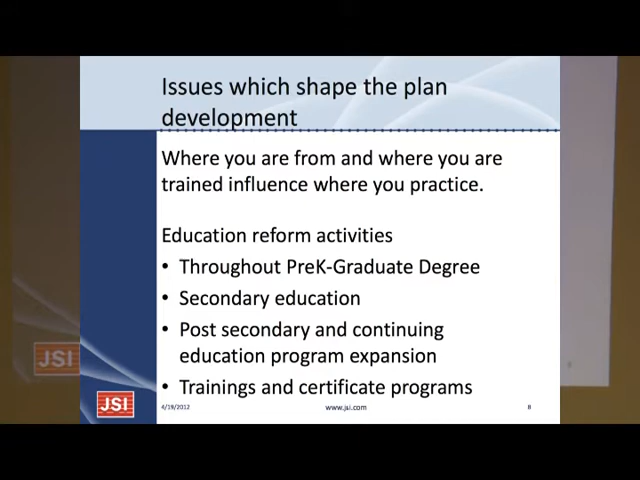 Issues which shape the plan
development
Where you are from and where you are
trained influence where you practice.
Education reform activities
• Throughout PreK-Graduate Degree
• Secondary education
• Post secondary and continuing
education program expansion
• Trainings and certificate programs
JSI
JSI
4/19/2012
www.jsi.com
8